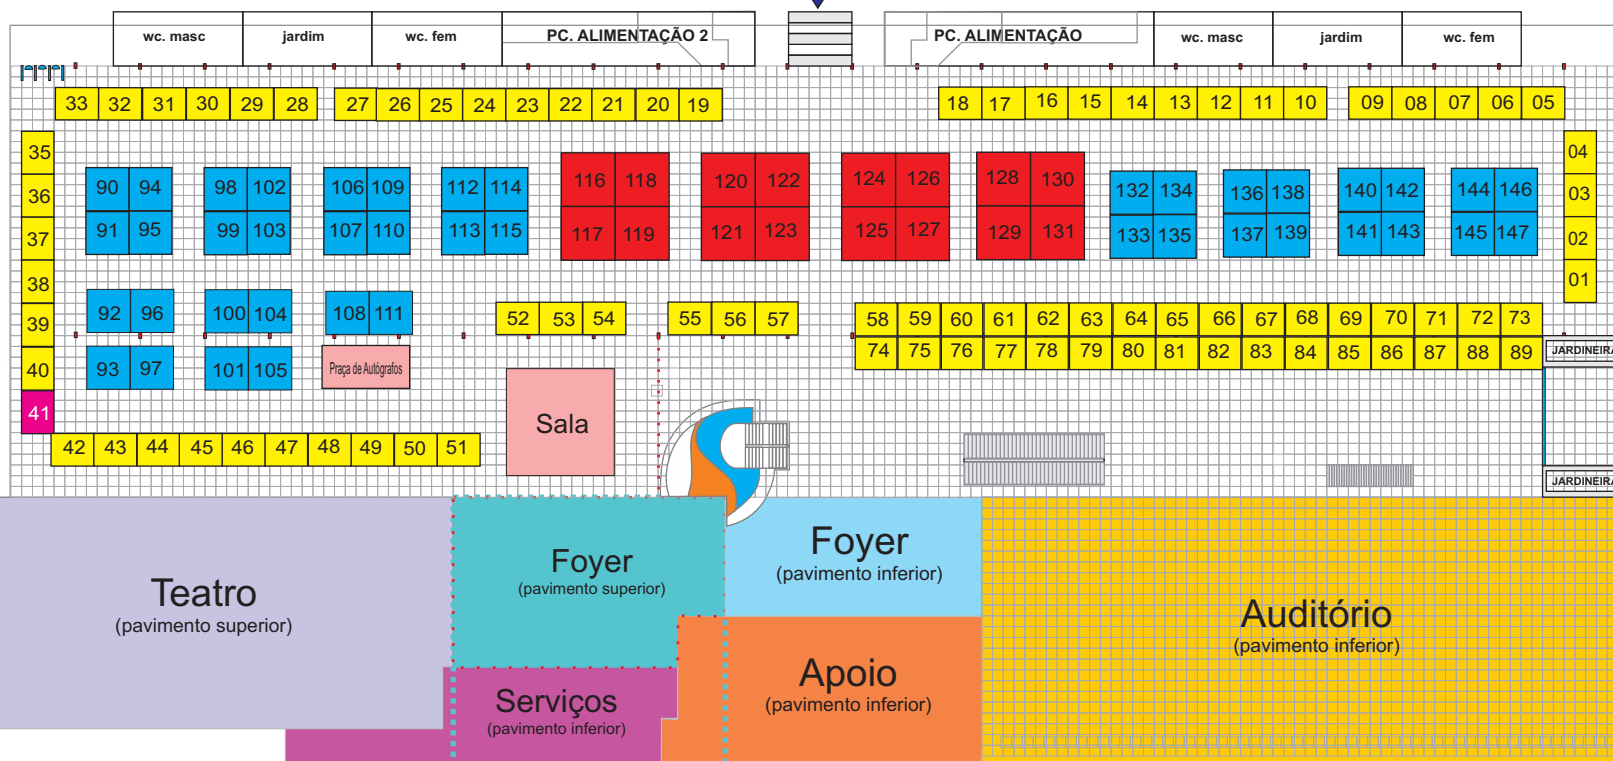 wc. masc jardim wc. fem PC. ALIMENTAÇÃO 2 PC. ALIMENTAÇÃO wc. masc jardim wc. fem
33 32 31 30 29 28 27 26 25 24 23 22 21 20 19 18 17 16 15 14 13 12 11 10 09 08 07 06 05
35 04
36 90 94 98 102 106 109 112 114 116 118 120 122 124 126 128 130 132 134 136 138 140 142 144 146 03
37 91 95 99 103 107 110 113 115 117 119 121 123 125 127 129 131 133 135 137 139 141 143 145 147 02
38 01
39 92 96 100 104 108 111 52 53 54 55 56 57 58 59 60 61 62 63 64 65 66 67 68 69 70 71 72 73
40 93 97 101 105 Praça de Autógrafos 74 75 76 77 78 79 80 81 82 83 84 85 86 87 88 89 JARDINEIRA
41 Sala
42 43 44 45 46 47 48 49 50 51
JARDINEIRA
Teatro
(pavimento superior)
Foyer
(pavimento superior)
Foyer
(pavimento inferior)
Auditório
(pavimento inferior)
Serviços
(pavimento inferior)
Apoio
(pavimento inferior)